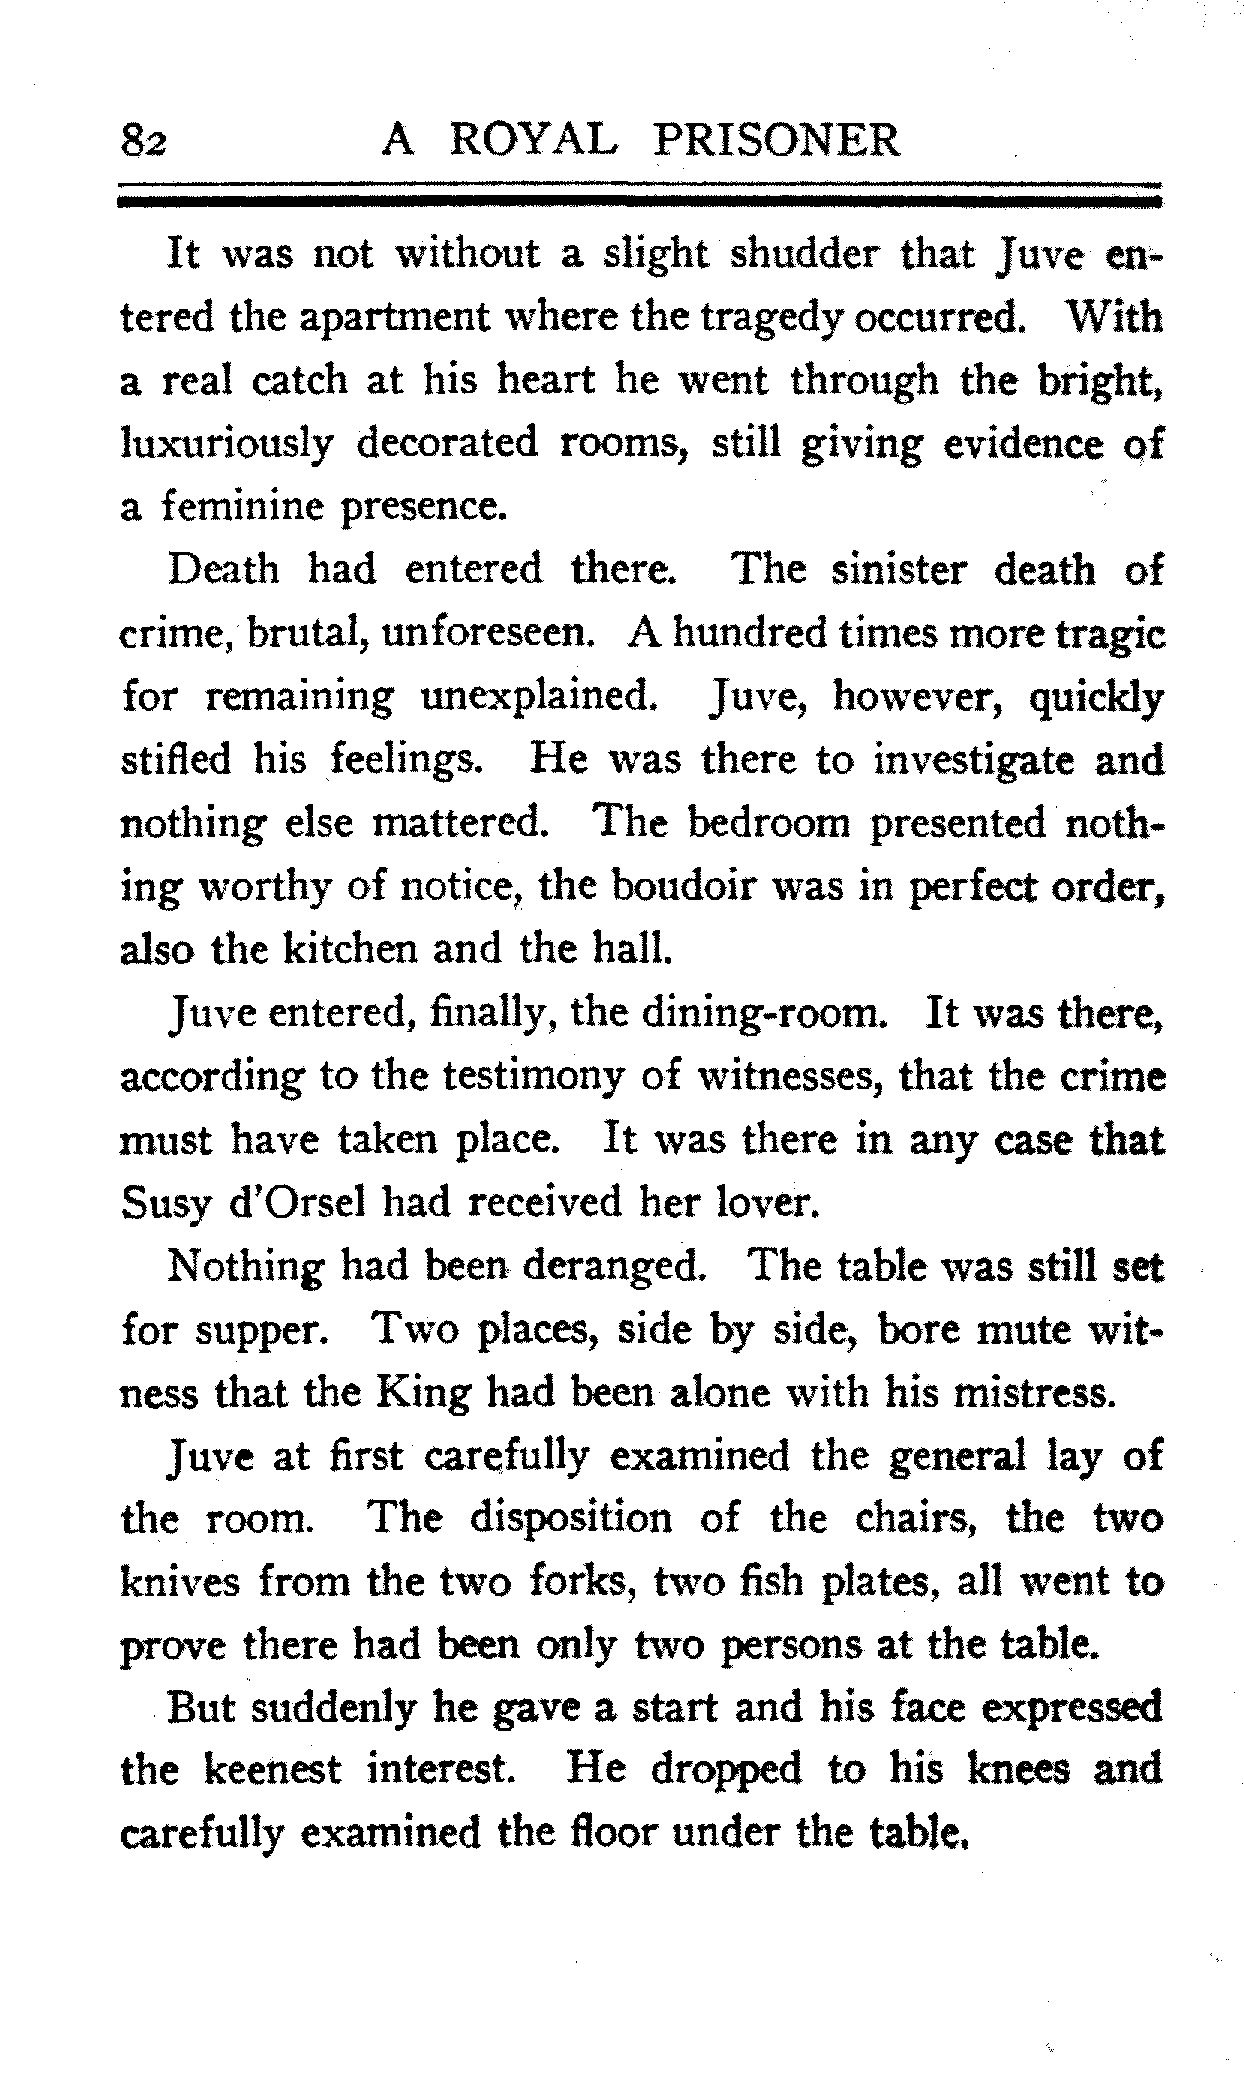 82 A ROYAL PRISONER
It was not without a slight shudder that Juve en-
tered the apartment where the tragedy occurred. With
a real catch at his heart he went through the bright,
luxuriously decorated rooms, still giving evidence of
a feminine presence.
Death had entered there. The sinister death of
crime, brutal, unforeseen. A hundred times more tragic
for remaining unexplained. Juve, however, quickly
stifled his feelings. He was there to investigate and
nothing else mattered. The bedroom presented noth-
ing worthy of notice, the boudoir was in perfect order,
also the kitchen and the hall.
Juve entered, finally, the dining-room. It was there,
according to the testimony of witnesses, that the crime
must have taken place. It was there in any case that
Susy d'Orsel had received her lover.
Nothing had been deranged. The table was still set
for supper. Two places, side by side, bore mute wit-
ness that the King had been alone with his mistress.
Juve at first carefully examined the general lay of
the room. The disposition of the chairs, the two
knives from the two forks, two fish plates, all went to
prove there had been only two persons at the table.
But suddenly he gave a start and his face expressed
the keenest interest. He dropped to his knees and
carefully examined the floor under the table.